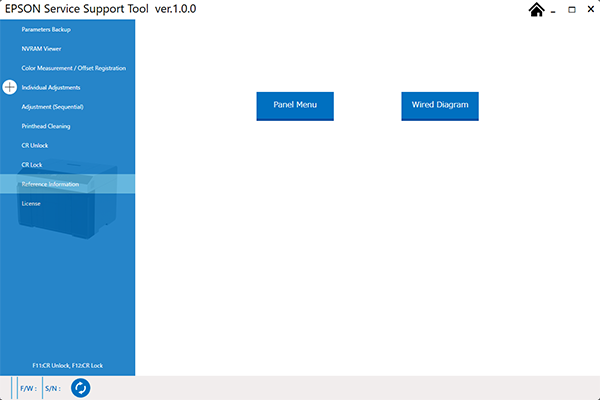 EPSON Service Support Tool ver.1.0.0
Parameters Backup
NVRAM Viewer
Color Measurement / Offset Registration
Individual Adjustments
Adjustment (Sequential)
Printhead Cleaning
CR Unlock
CR Lock
Reference Information
License
Panel Menu
Wired Diagram
F11:CR Unlock, F12:CR Lock
F/W : S/N :